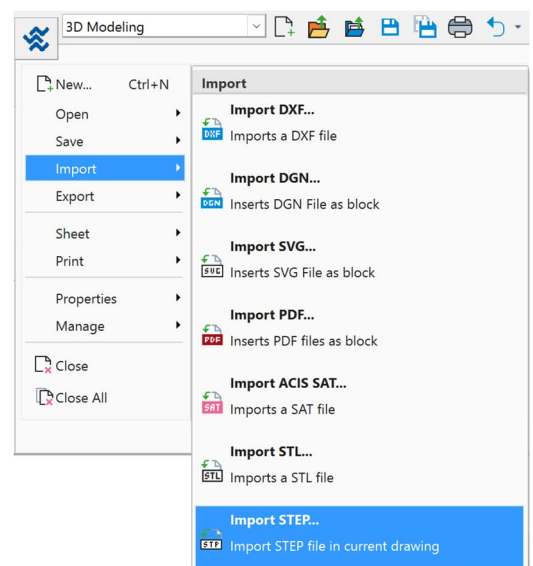 3D Modeling
New... Ctrl+N
Open
Save
Import
Export
Sheet
Print
Properties
Manage
Close
Close All
Import
Import DXF...
DXF
Imports a DXF file
Import DGN...
DGN
Inserts DGN File as block
Import SVG...
SVG
Inserts SVG File as block
Import PDF...
PDF
Inserts PDF files as block
Import ACIS SAT...
SAT
Imports a SAT file
Import STL...
STL
Imports a STL file
Import STEP...
STP
Import STEP file in current drawing